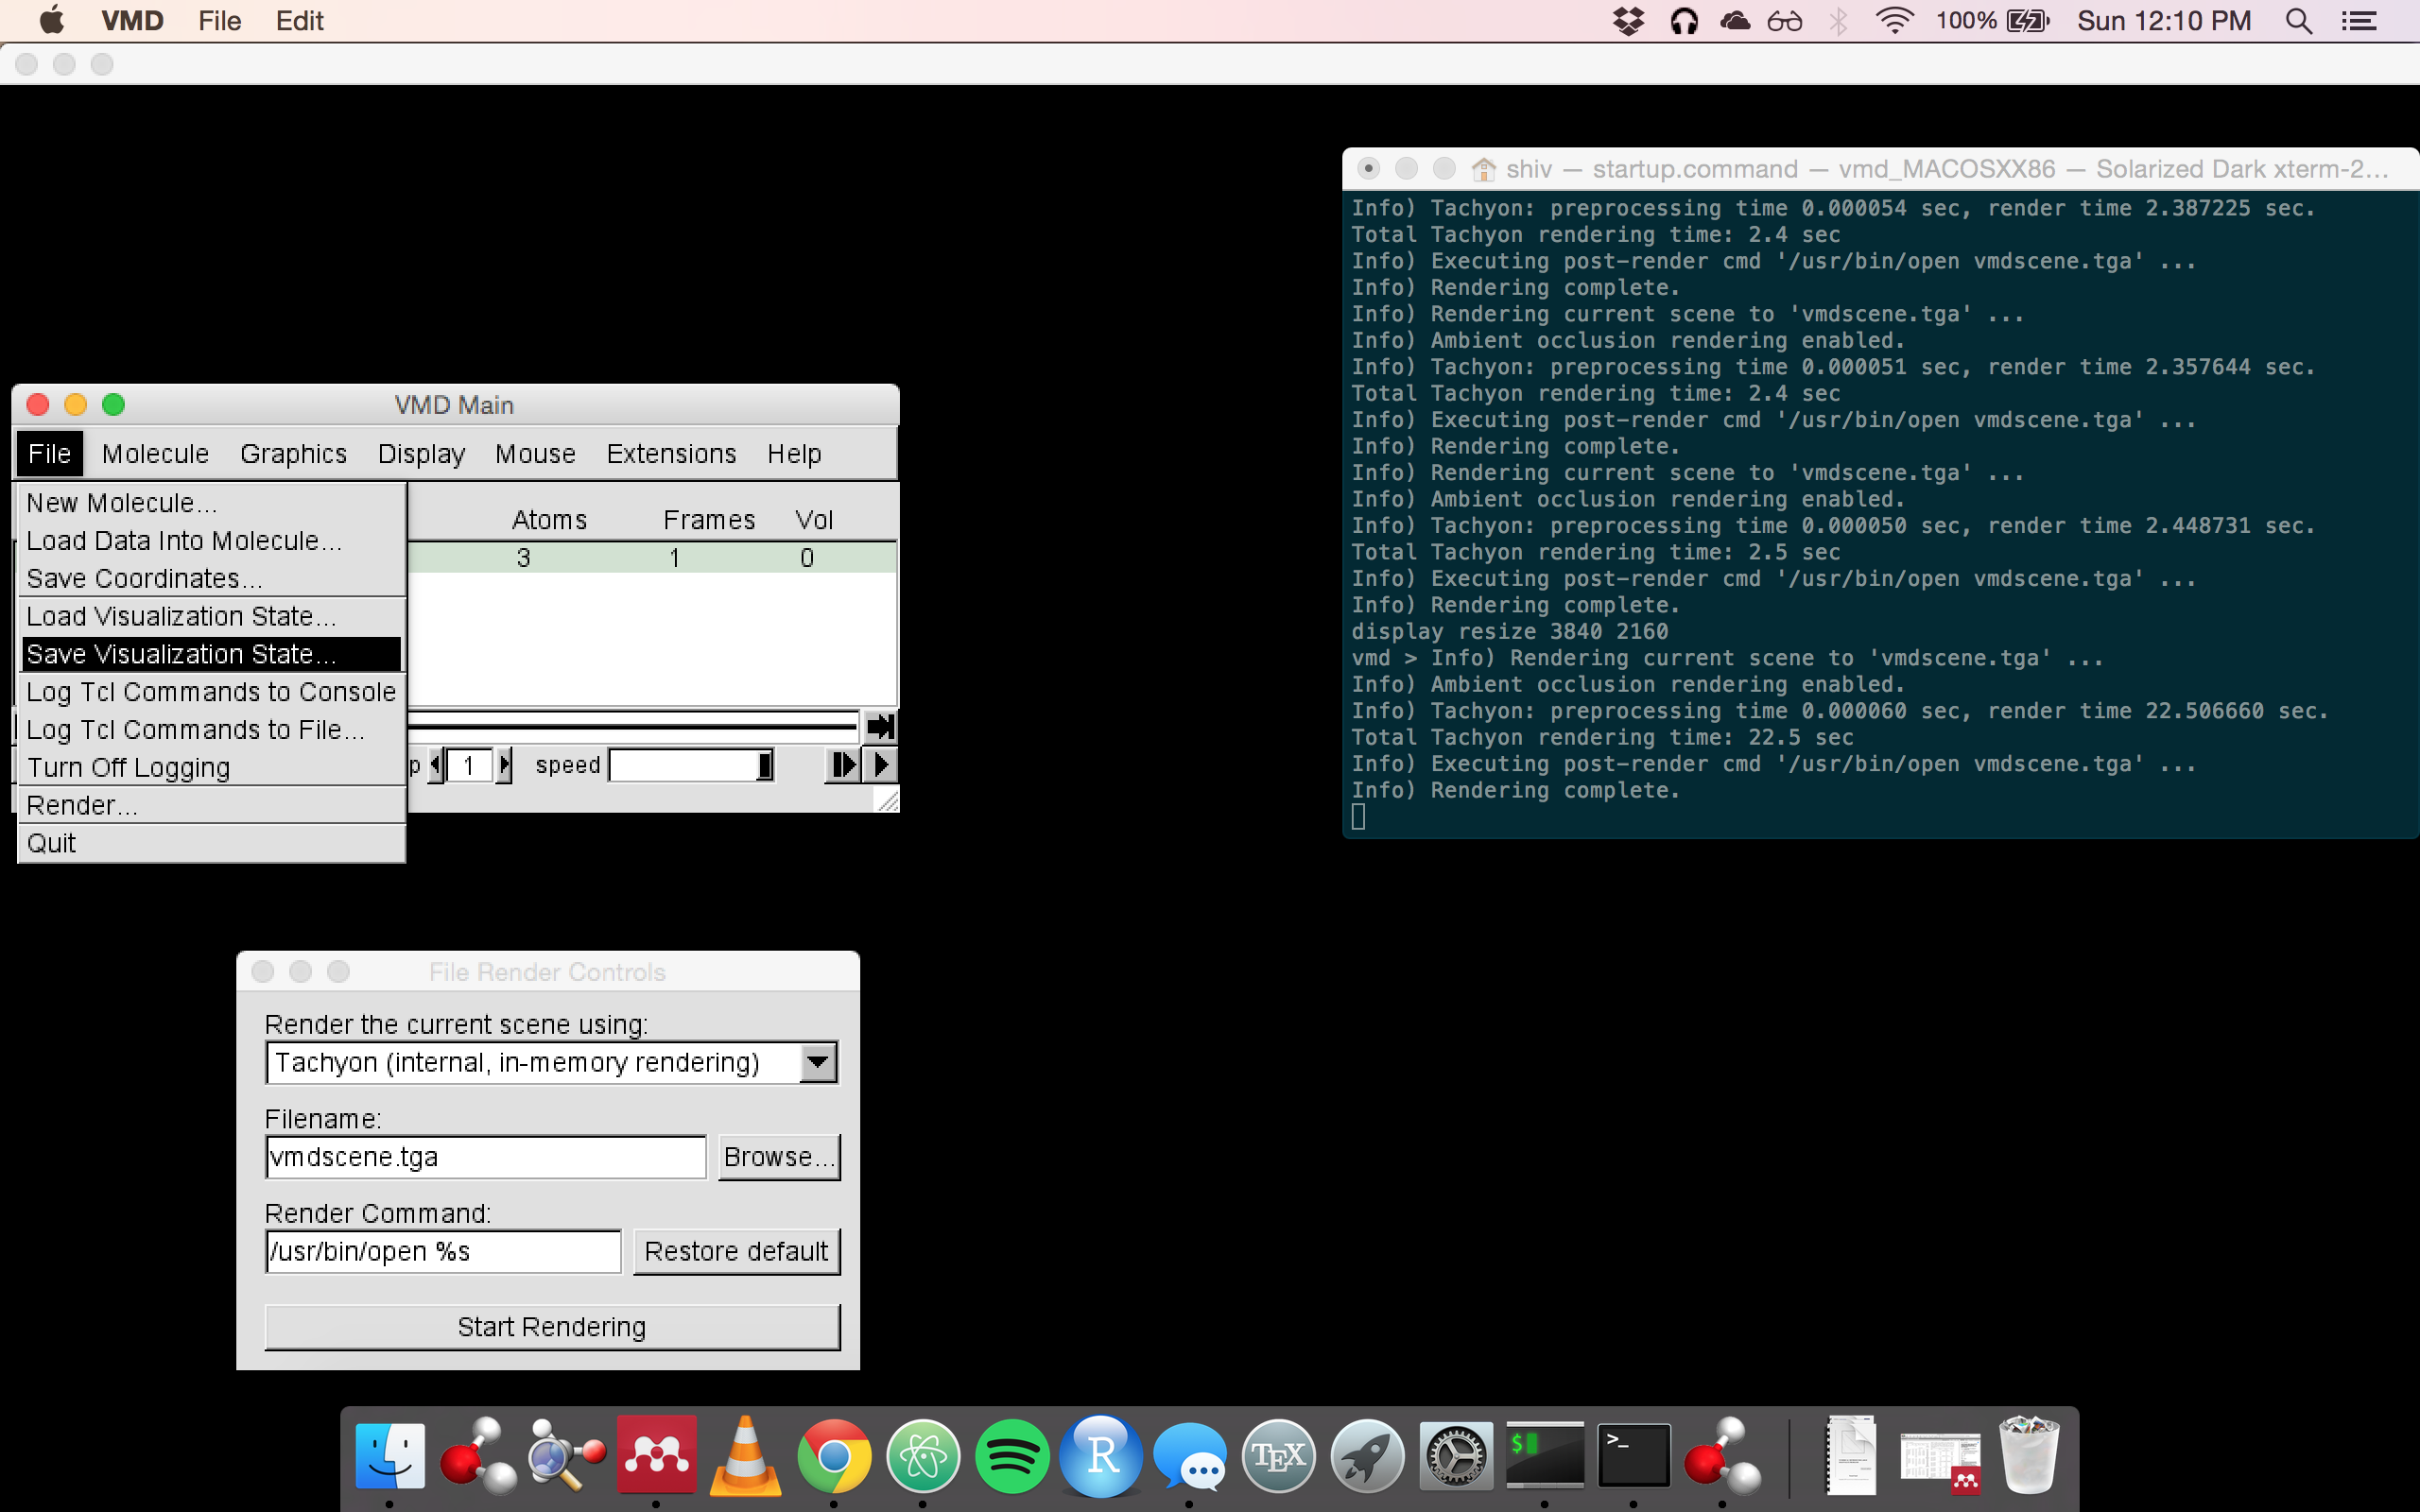 VMD File Edit
100% Sun 12:10 PM
shiv — startup.command — vmd_MACOSXX86 — Solarized Dark xterm-2...
Info) Tachyon: preprocessing time 0.000054 sec, render time 2.387225 sec.
Total Tachyon rendering time: 2.4 sec
Info) Executing post-render cmd '/usr/bin/open vmdscene.tga' ...
Info) Rendering complete.
Info) Rendering current scene to 'vmdscene.tga' ...
Info) Ambient occlusion rendering enabled.
Info) Tachyon: preprocessing time 0.000051 sec, render time 2.357644 sec.
Total Tachyon rendering time: 2.4 sec
Info) Executing post-render cmd '/usr/bin/open vmdscene.tga' ...
Info) Rendering complete.
Info) Rendering current scene to 'vmdscene.tga' ...
Info) Ambient occlusion rendering enabled.
Info) Tachyon: preprocessing time 0.000050 sec, render time 2.448731 sec.
Total Tachyon rendering time: 2.5 sec
Info) Executing post-render cmd '/usr/bin/open vmdscene.tga' ...
Info) Rendering complete.
display resize 3840 2160
vmd > Info) Rendering current scene to 'vmdscene.tga' ...
Info) Ambient occlusion rendering enabled.
Info) Tachyon: preprocessing time 0.000060 sec, render time 22.506660 sec.
Total Tachyon rendering time: 22.5 sec
Info) Executing post-render cmd '/usr/bin/open vmdscene.tga' ...
Info) Rendering complete.
VMD Main
File Molecule Graphics Display Mouse Extensions Help
New Molecule...
Load Data Into Molecule...
Save Coordinates...
Load Visualization State...
Save Visualization State...
Log Tcl Commands to Console
Log Tcl Commands to File...
Turn Off Logging
Render...
Quit
Atoms Frames Vol
3 1 0
p 1 speed
File Render Controls
Render the current scene using:
Tachyon (internal, in-memory rendering)
Filename:
vmdscene.tga Browse...
Render Command:
/usr/bin/open %s Restore default
Start Rendering
R
TEX
$
>_